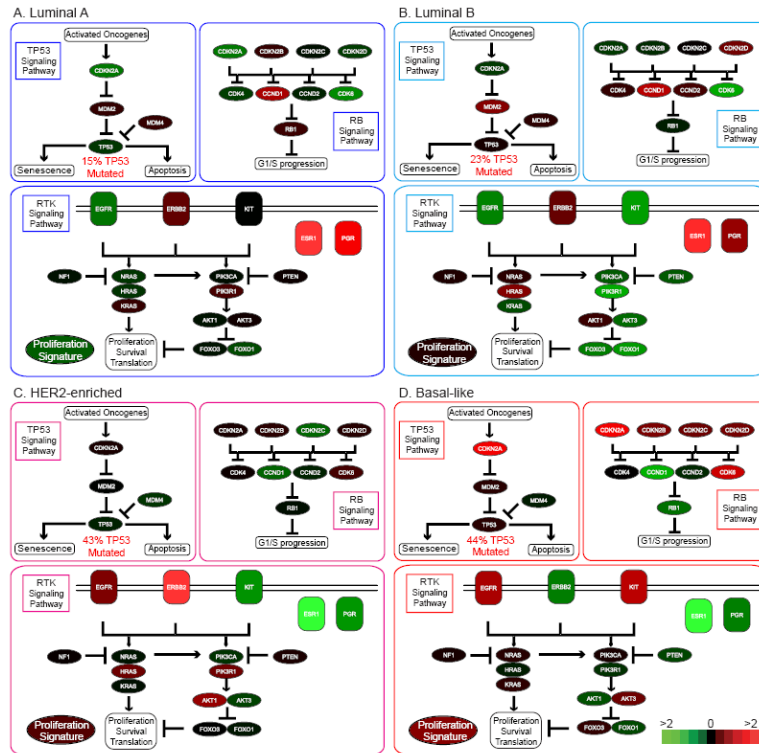 A. Luminal A
Activated Oncogenes
TP53
Signaling
Pathway
CDKN2A
MDM2
MDM4
TP53
Senescence
15% TP53
Mutated
Apoptosis
CDKN2A CDKN2B CDKN2C CDKN2D
CDK4 CCND1 CCND2 CDK6
RB1
RB
Signaling
Pathway
G1/S progression
RTK
Signaling
Pathway
EGFR ERBB2 KIT
ESR1 PGR
NF1 NRAS PIK3CA PTEN
HRAS PIK3R1
KRAS
AKT1 AKT3
Proliferation
Signature
Proliferation
Survival
Translation
FOXO3 FOXO1
B. Luminal B
Activated Oncogenes
TP53
Signaling
Pathway
CDKN2A
MDM2
MDM4
TP53
Senescence
23% TP53
Mutated
Apoptosis
CDKN2A CDKN2B CDKN2C CDKN2D
CDK4 CCND1 CCND2 CDK6
RB1
RB
Signaling
Pathway
G1/S progression
RTK
Signaling
Pathway
EGFR ERBB2 KIT
ESR1 PGR
NF1 NRAS PIK3CA PTEN
HRAS PIK3R1
KRAS
AKT1 AKT3
Proliferation
Signature
Proliferation
Survival
Translation
FOXO3 FOXO1
C. HER2-enriched
Activated Oncogenes
TP53
Signaling
Pathway
CDKN2A
MDM2
MDM4
TP53
Senescence
43% TP53
Mutated
Apoptosis
CDKN2A CDKN2B CDKN2C CDKN2D
CDK4 CCND1 CCND2 CDK6
RB1
RB
Signaling
Pathway
G1/S progression
RTK
Signaling
Pathway
EGFR ERBB2 KIT
ESR1 PGR
NF1 NRAS PIK3CA PTEN
HRAS PIK3R1
KRAS
AKT1 AKT3
Proliferation
Signature
Proliferation
Survival
Translation
FOXO3 FOXO1
D. Basal-like
Activated Oncogenes
TP53
Signaling
Pathway
CDKN2A
MDM2
MDM4
TP53
Senescence
44% TP53
Mutated
Apoptosis
CDKN2A CDKN2B CDKN2C CDKN2D
CDK4 CCND1 CCND2 CDK6
RB1
RB
Signaling
Pathway
G1/S progression
RTK
Signaling
Pathway
EGFR ERBB2 KIT
ESR1 PGR
NF1 NRAS PIK3CA PTEN
HRAS PIK3R1
KRAS
AKT1 AKT3
Proliferation
Signature
Proliferation
Survival
Translation
FOXO3 FOXO1
>2 0 >2